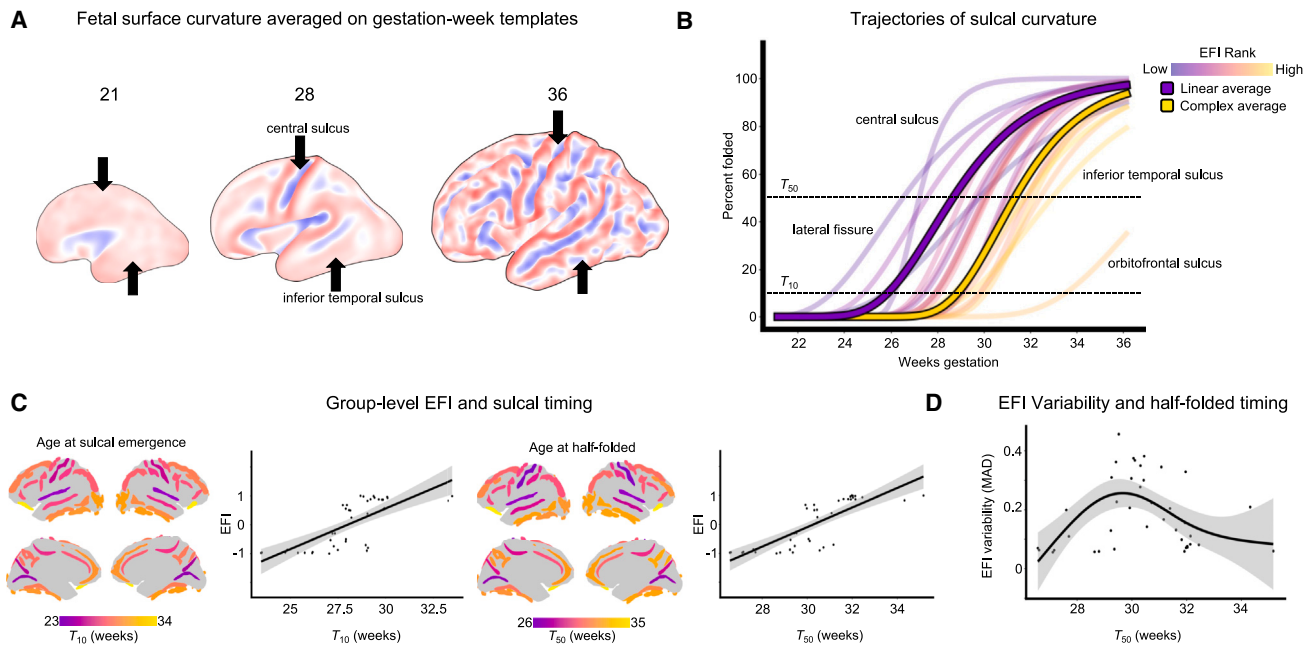 A
Fetal surface curvature averaged on gestation-week templates
21
28
36
central sulcus
inferior temporal sulcus
B
Trajectories of sulcal curvature
EFI Rank
Low
High
Linear average
Complex average
Percent folded
100
80
60
40
20
0
T50
T10
central sulcus
lateral fissure
inferior temporal sulcus
orbitofrontal sulcus
22
24
26
28
30
32
34
36
Weeks gestation
C
Group-level EFI and sulcal timing
Age at sulcal emergence
23
34
T10 (weeks)
EFI
1
0
-1
25
27.5
30
32.5
T10 (weeks)
Age at half-folded
26
35
T50 (weeks)
EFI
1
0
-1
28
30
32
34
T50 (weeks)
D
EFI Variability and half-folded timing
EFI variability (MAD)
0.4
0.2
0
28
30
32
34
T50 (weeks)